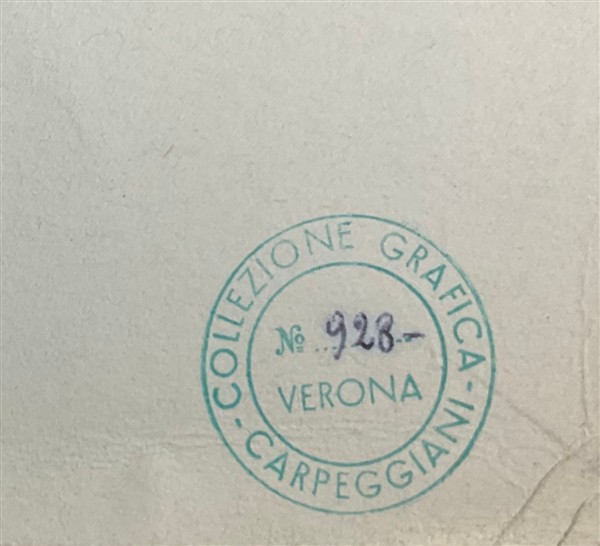 COLLEZIONE GRAFICA
Nº 928.-
VERONA
-CARPEGGIANI-